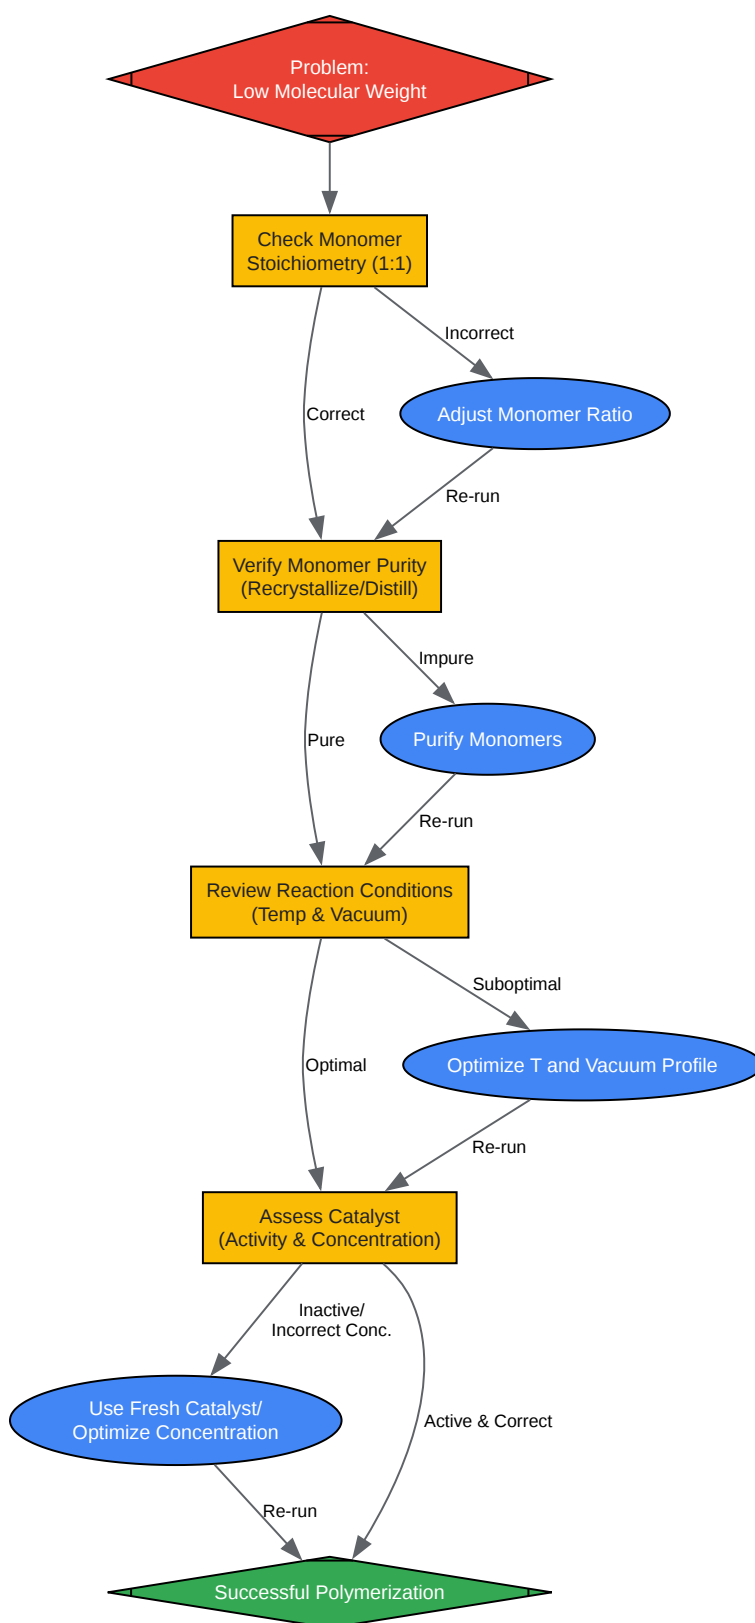 Problem:
Low Molecular Weight
Check Monomer
Stoichiometry (1:1)
Incorrect
Correct
Adjust Monomer Ratio
Re-run
Verify Monomer Purity
(Recrystallize/Distill)
Impure
Pure
Purify Monomers
Re-run
Review Reaction Conditions
(Temp & Vacuum)
Suboptimal
Optimal
Optimize T and Vacuum Profile
Re-run
Assess Catalyst
(Activity & Concentration)
Inactive/
Incorrect Conc.
Use Fresh Catalyst/
Optimize Concentration
Active & Correct
Re-run
Successful Polymerization